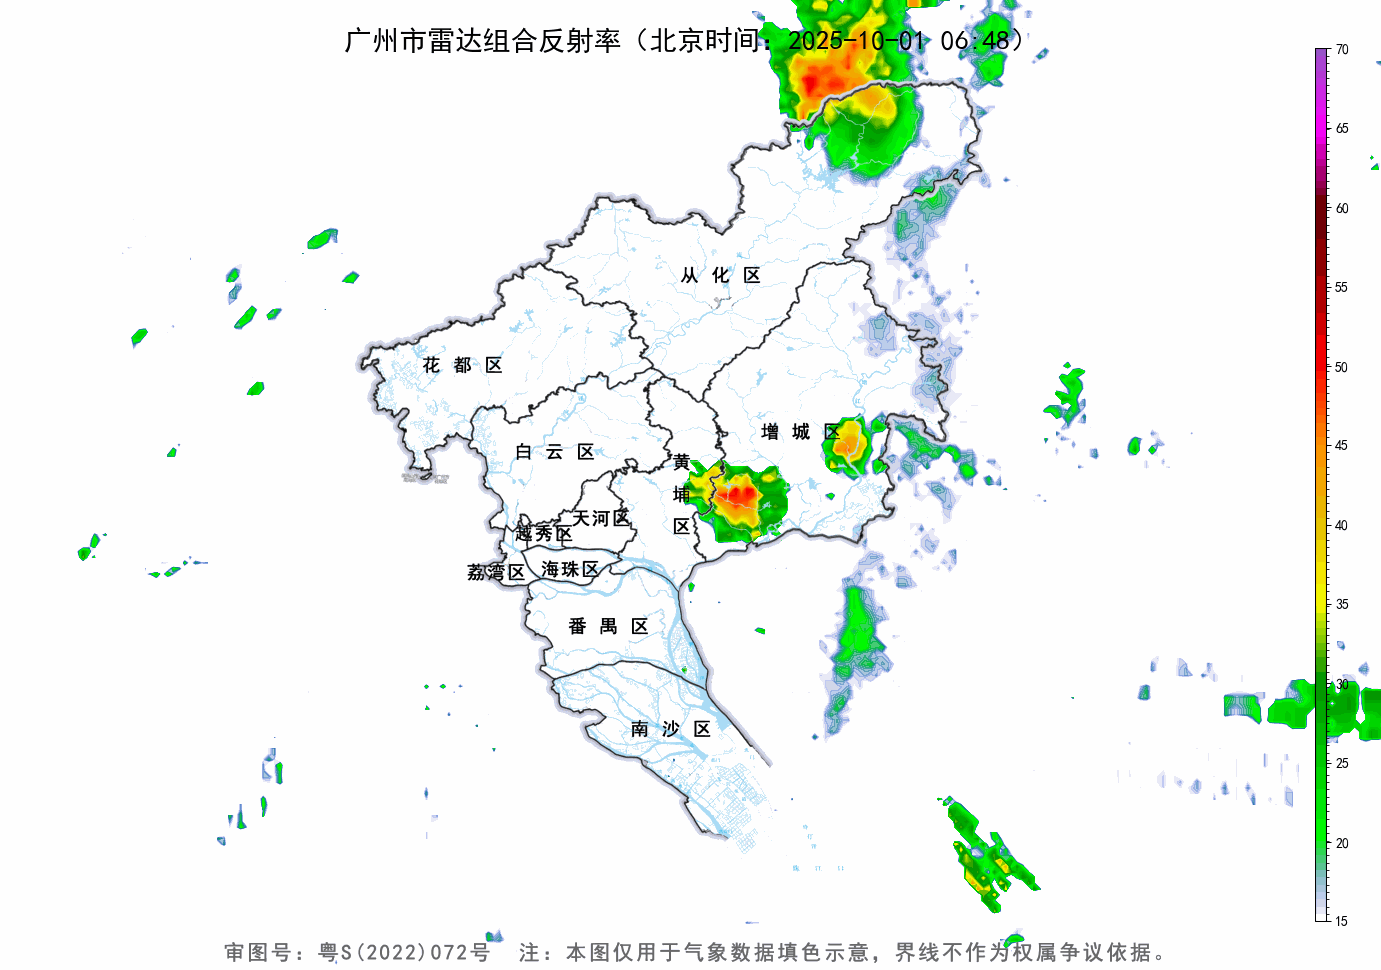 广州市雷达组合反射率（北京时间：2025-10-01 06:48）
70
65
60
55
50
45
40
35
30
25
20
15
从化区
花都区
增城区
白云区
黄埔区
天河区
越秀区
荔湾区
海珠区
番禺区
南沙区
审图号：粤S(2022)072号 注：本图仅用于气象数据填色示意，界线不作为权属争议依据。